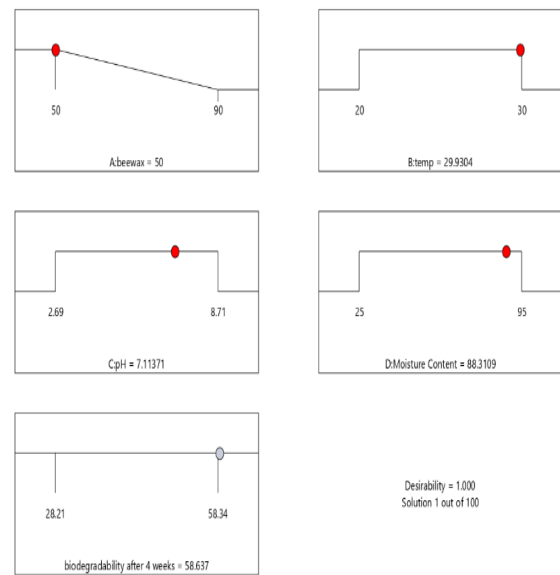 50
90
A:beewax = 50
20
30
B:temp = 29.9304
2.69
8.71
C:pH = 7.11371
25
95
D:Moisture Content = 88.3109
28.21
58.34
biodegradability after 4 weeks = 58.637
Desirability = 1.000
Solution 1 out of 100